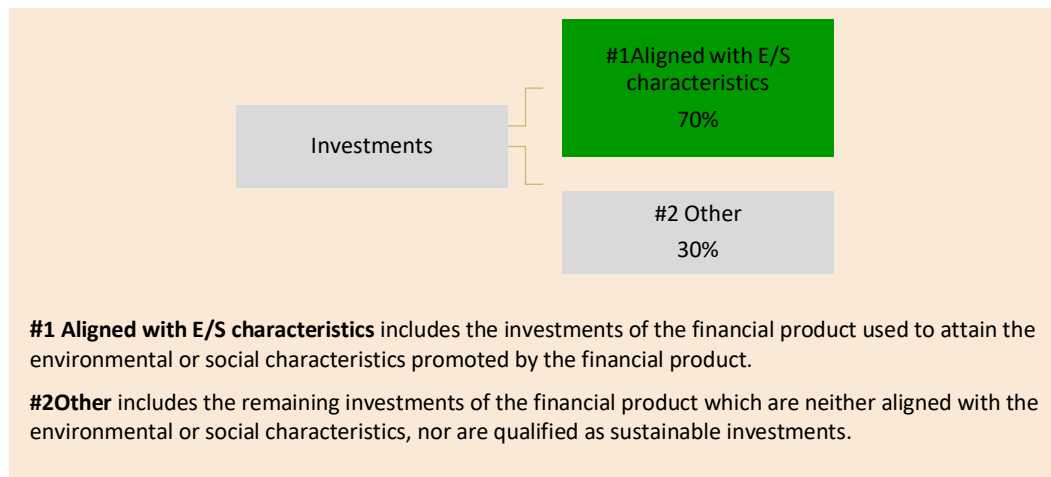 #1Aligned with E/S
characteristics
70%
Investments
#2 Other
30%
#1 Aligned with E/S characteristics includes the investments of the financial product used to attain the
environmental or social characteristics promoted by the financial product.
#2Other includes the remaining investments of the financial product which are neither aligned with the
environmental or social characteristics, nor are qualified as sustainable investments.